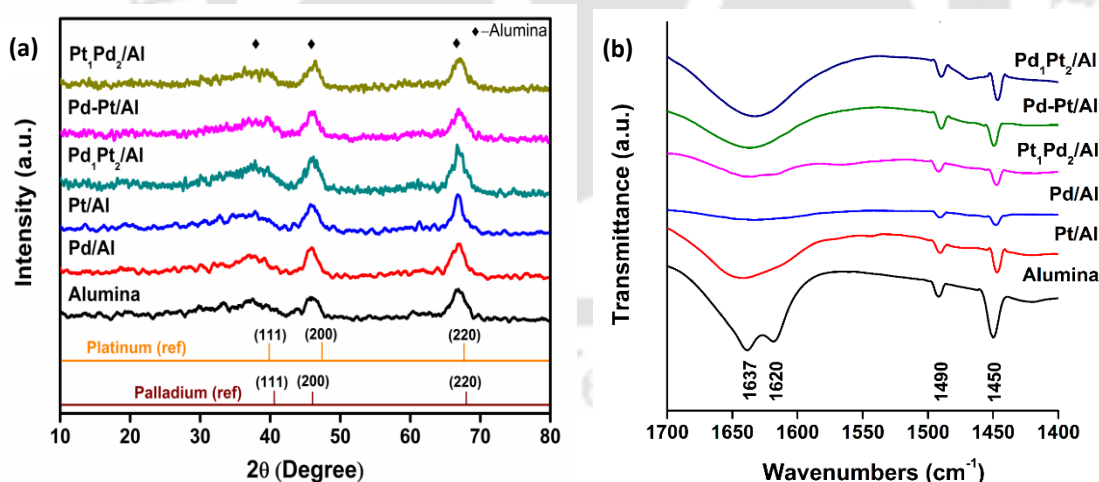 (a)
♦–Alumina
Pt₁Pd₂/Al
Pd-Pt/Al
Pd₁Pt₂/Al
Pt/Al
Pd/Al
Alumina
(111) (200) (220)
Platinum (ref)
(111) (200) (220)
Palladium (ref)
10 20 30 40 50 60 70 80
2θ (Degree)
Intensity (a.u.)
(b)
Pd₁Pt₂/Al
Pd-Pt/Al
Pt₁Pd₂/Al
Pd/Al
Pt/Al
Alumina
1637 1620 1490 1450
1700 1650 1600 1550 1500 1450 1400
Wavenumbers (cm⁻¹)
Transmittance (a.u.)